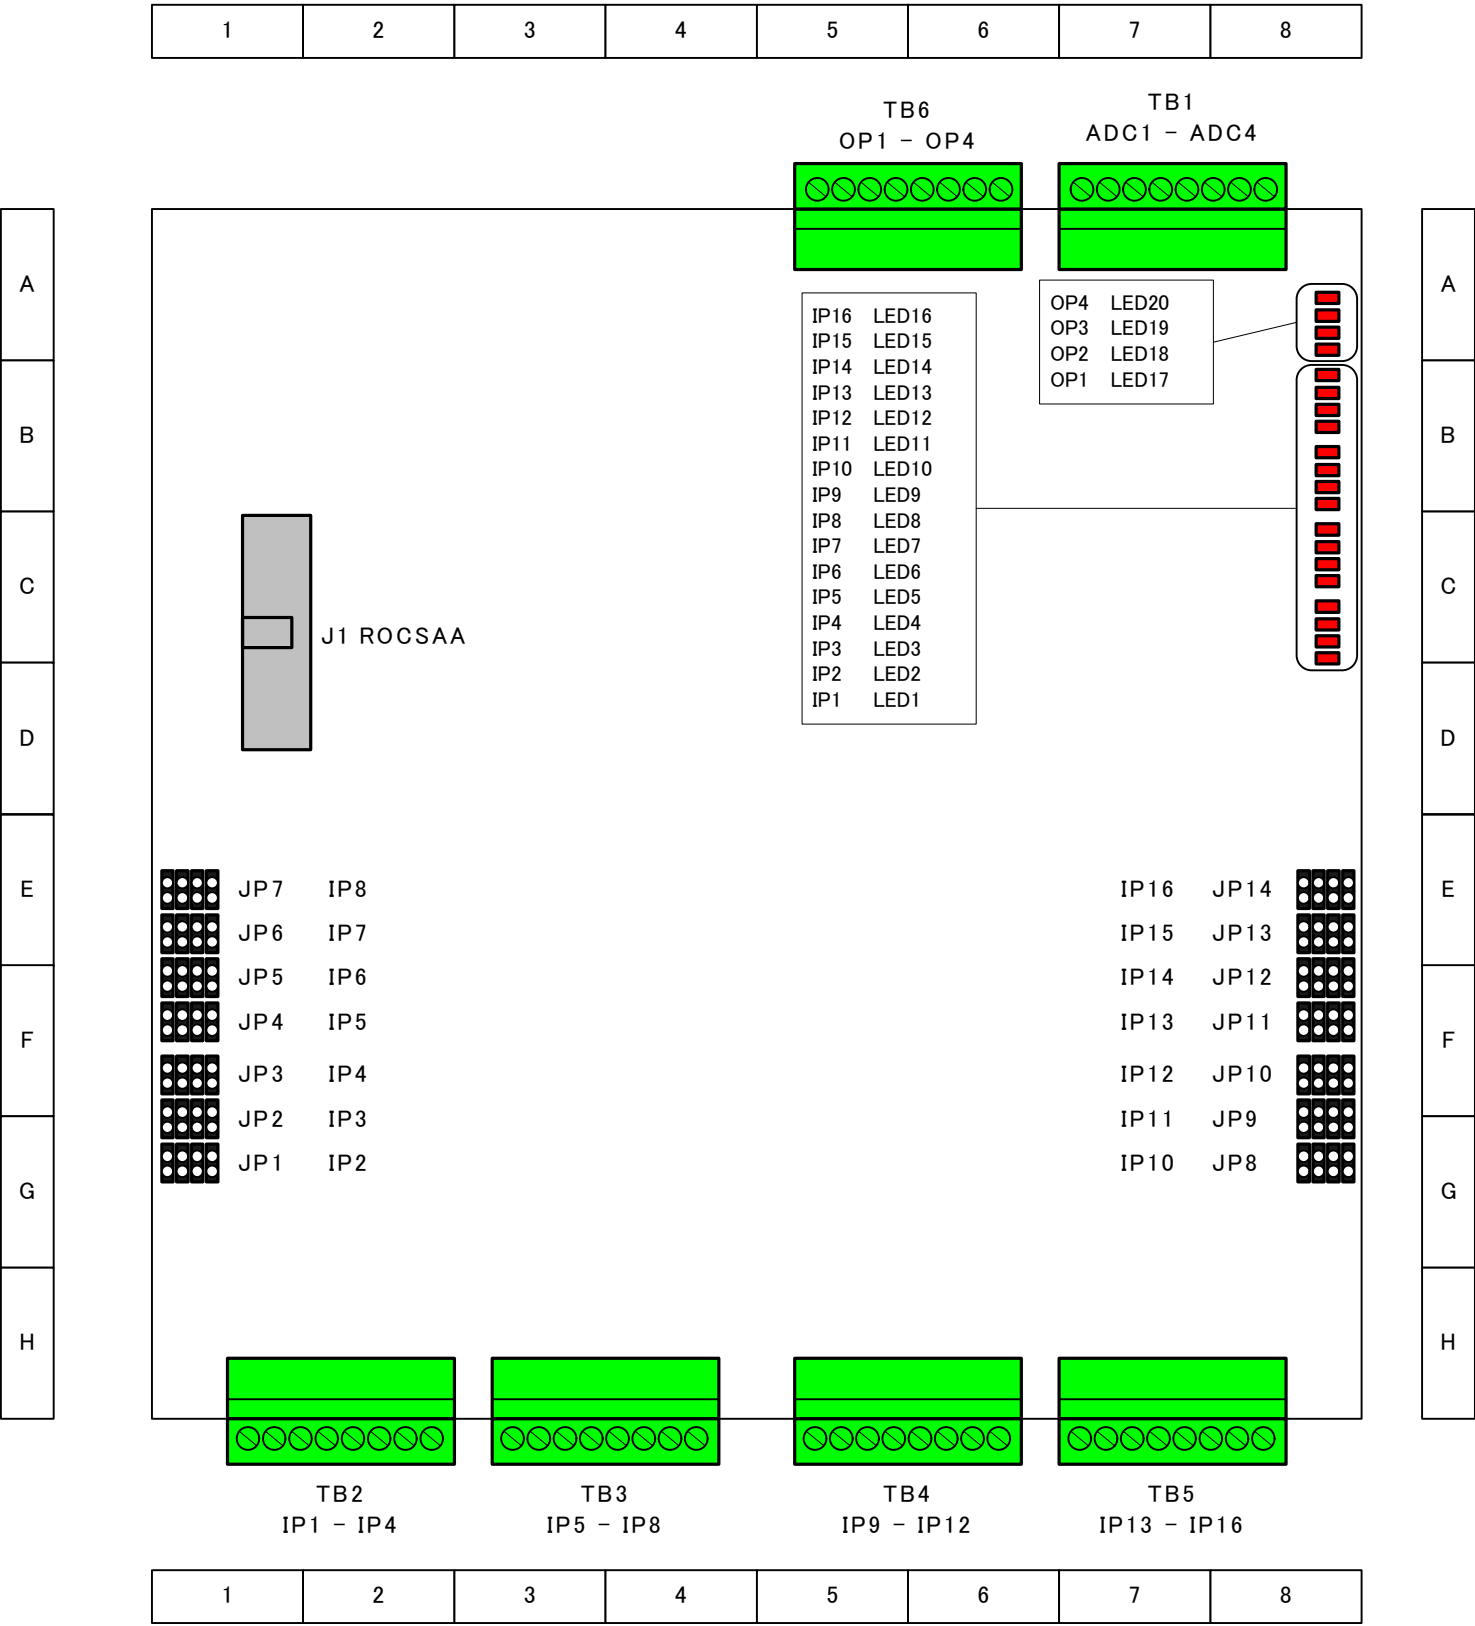 1 2 3 4 5 6 7 8
TB6
OP1 - OP4
TB1
ADC1 - ADC4
A
B
C
D
E
F
G
H
A
B
C
D
E
F
G
H
IP16 LED16
IP15 LED15
IP14 LED14
IP13 LED13
IP12 LED12
IP11 LED11
IP10 LED10
IP9 LED9
IP8 LED8
IP7 LED7
IP6 LED6
IP5 LED5
IP4 LED4
IP3 LED3
IP2 LED2
IP1 LED1
OP4 LED20
OP3 LED19
OP2 LED18
OP1 LED17
J1 ROCSAA
JP7 IP8
JP6 IP7
JP5 IP6
JP4 IP5
JP3 IP4
JP2 IP3
JP1 IP2
IP16 JP14
IP15 JP13
IP14 JP12
IP13 JP11
IP12 JP10
IP11 JP9
IP10 JP8
TB2
IP1 - IP4
TB3
IP5 - IP8
TB4
IP9 - IP12
TB5
IP13 - IP16
1 2 3 4 5 6 7 8